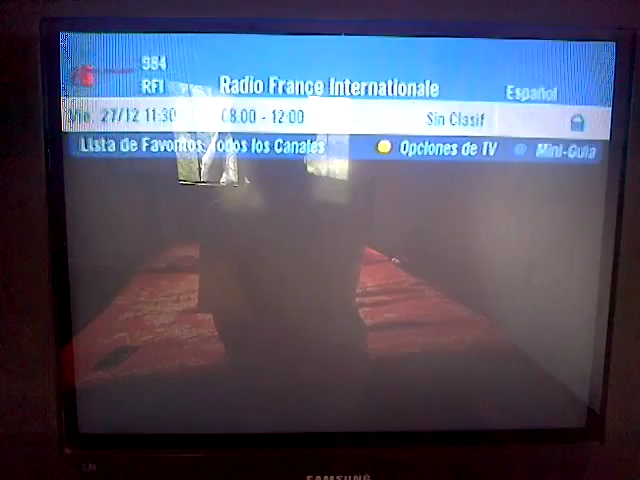 984
RFI Radio France Internationale Español
Vie. 27/12 11:30 08:00 - 12:00 Sin Clasif
Lista de Favoritos Todos los Canales Opciones de TV Mini-Guía
SAMSUNG